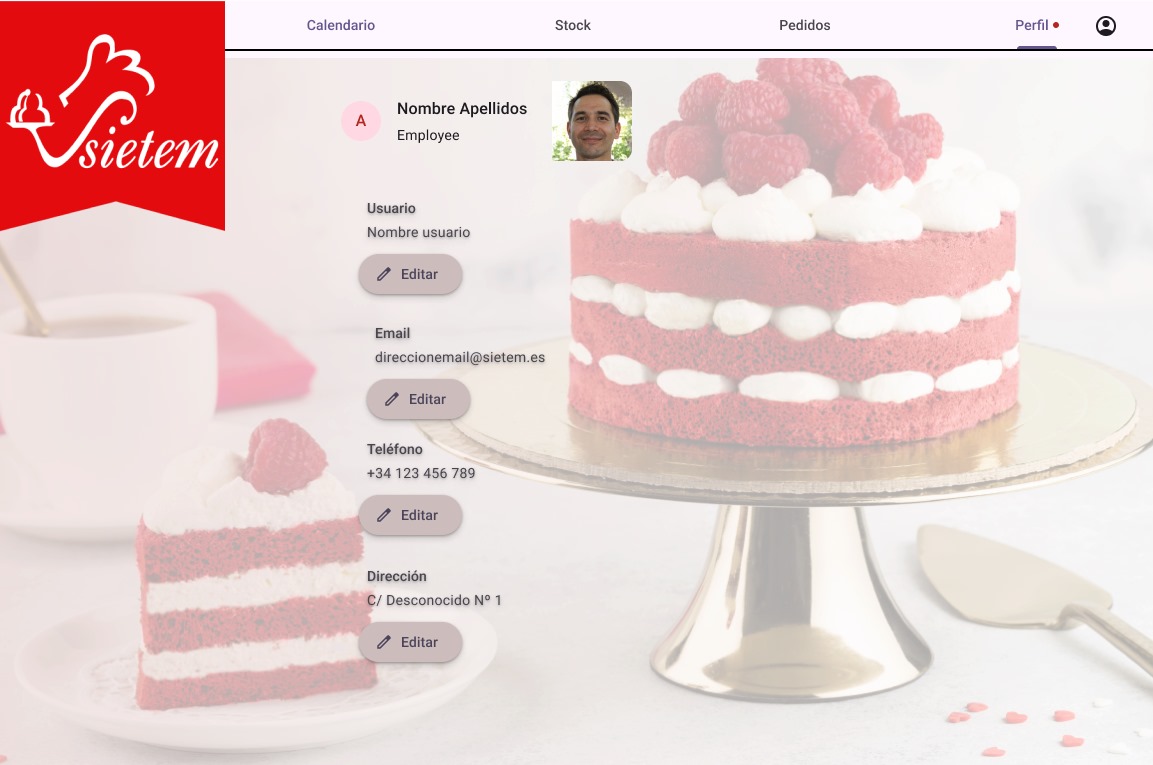 Calendario
Stock
Pedidos
Perfil
sietem
A
Nombre Apellidos
Employee
Usuario
Nombre usuario
Editar
Email
direccionemail@sietem.es
Editar
Teléfono
+34 123 456 789
Editar
Dirección
C/ Desconocido Nº 1
Editar